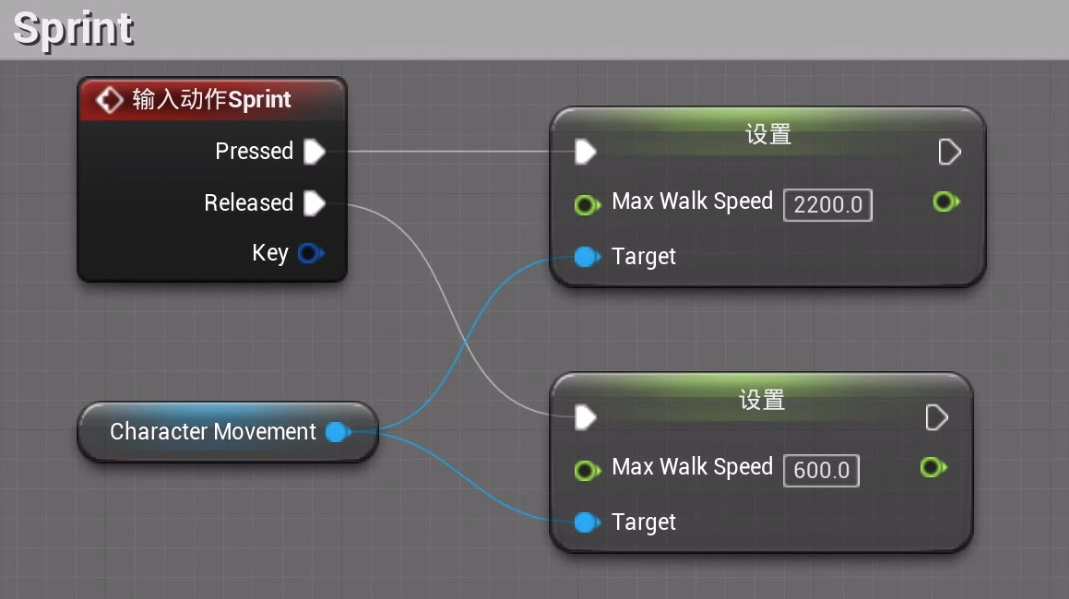 Sprint
输入动作Sprint
Pressed
Released
Key
Character Movement
设置
Max Walk Speed 2200.0
Target
设置
Max Walk Speed 600.0
Target